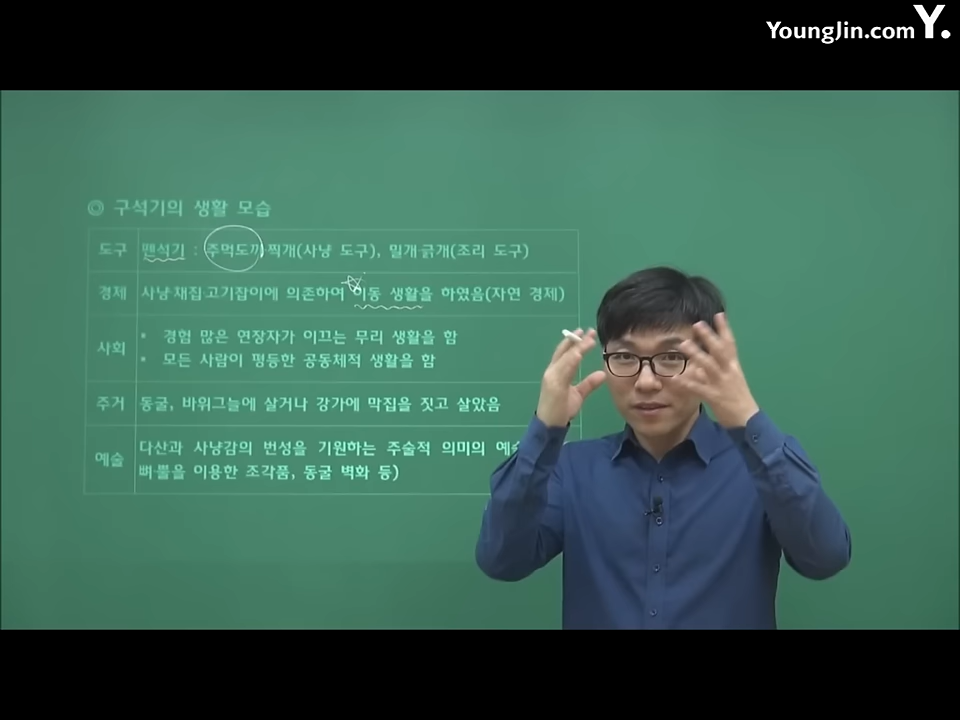 YoungJin.com Y.
◎ 구석기의 생활 모습
도구 뗀석기 : 주먹도끼·찍개(사냥 도구), 밀개·긁개(조리 도구)
경제 사냥·채집·고기잡이에 의존하여 이동 생활을 하였음(자연 경제)
사회
▪ 경험 많은 연장자가 이끄는 무리 생활을 함
▪ 모든 사람이 평등한 공동체적 생활을 함
주거 동굴, 바위그늘에 살거나 강가에 막집을 짓고 살았음
예술 다산과 사냥감의 번성을 기원하는 주술적 의미의
뼈·뿔을 이용한 조각품, 동굴 벽화 등)